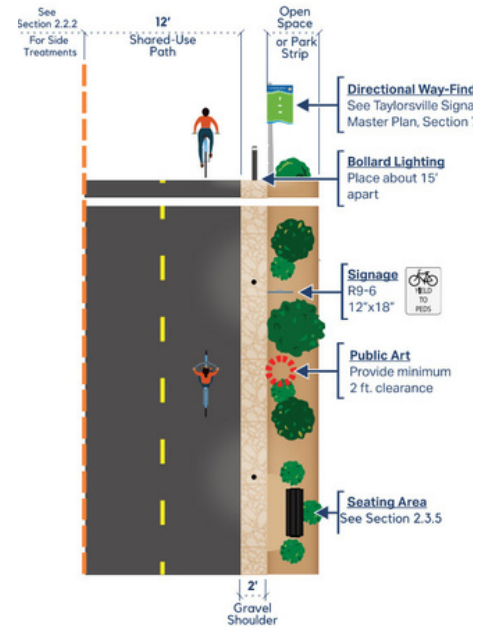 See
Section 2.2.2
For Side
Treatments
12'
Shared-Use
Path
Open
Space
or Park
Strip
Directional Way-Find
See Taylorsville Signa
Master Plan, Section
Bollard Lighting
Place about 15'
apart
Signage
R9-6
12"x18"
YIELD
TO
PEDS
Public Art
Provide minimum
2 ft. clearance
Seating Area
See Section 2.3.5
2'
Gravel
Shoulder